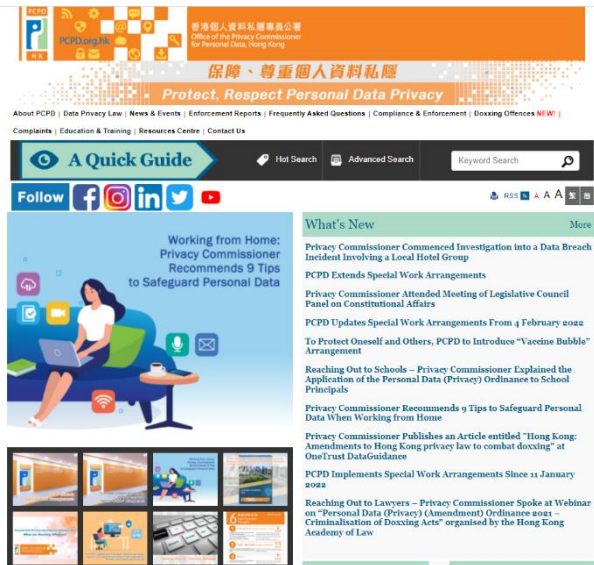 PCPD
PCPD.org.hk
H K
香港個人資料私隱專員公署
Office of the Privacy Commissioner
for Personal Data, Hong Kong
保障、尊重個人資料私隱
Protect, Respect Personal Data Privacy
About PCPD | Data Privacy Law | News & Events | Enforcement Reports | Frequently Asked Questions | Compliance & Enforcement | Doxxing Offences NEW! |
Complaints | Education & Training | Resources Centre | Contact Us
A Quick Guide
Hot Search
Advanced Search
Keyword Search
Follow
RSS
A A A
繁
簡
Working from Home:
Privacy Commissioner
Recommends 9 Tips
to Safeguard Personal Data
What's New
More
Privacy Commissioner Commenced Investigation into a Data Breach
Incident Involving a Local Hotel Group
PCPD Extends Special Work Arrangements
Privacy Commissioner Attended Meeting of Legislative Council
Panel on Constitutional Affairs
PCPD Updates Special Work Arrangements From 4 February 2022
To Protect Oneself and Others, PCPD to Introduce "Vaccine Bubble"
Arrangement
Reaching Out to Schools – Privacy Commissioner Explained the
Application of the Personal Data (Privacy) Ordinance to School
Principals
Privacy Commissioner Recommends 9 Tips to Safeguard Personal
Data When Working from Home
Privacy Commissioner Publishes an Article entitled "Hong Kong:
Amendments to Hong Kong privacy law to combat doxxing" at
OneTrust DataGuidance
PCPD Implements Special Work Arrangements Since 11 January
2022
Reaching Out to Lawyers – Privacy Commissioner Spoke at Webinar
on "Personal Data (Privacy) (Amendment) Ordinance 2021 –
Criminalisation of Doxxing Acts" organised by the Hong Kong
Academy of Law